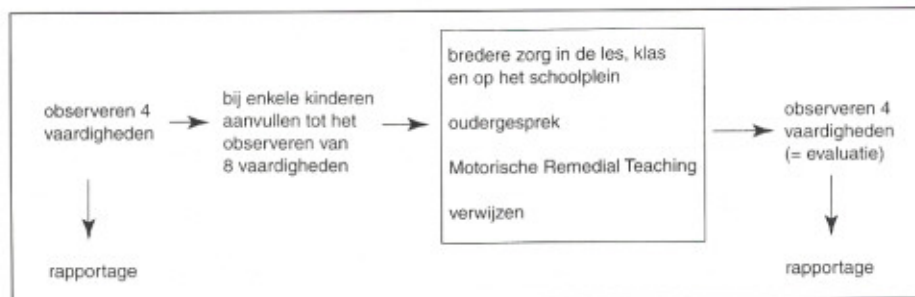 observeren 4
vaardigheden
rapportage
bij enkele kinderen
aanvullen tot het
observeren van
8 vaardigheden
bredere zorg in de les, klas
en op het schoolplein
oudergesprek
Motorische Remedial Teaching
verwijzen
observeren 4
vaardigheden
(= evaluatie)
rapportage